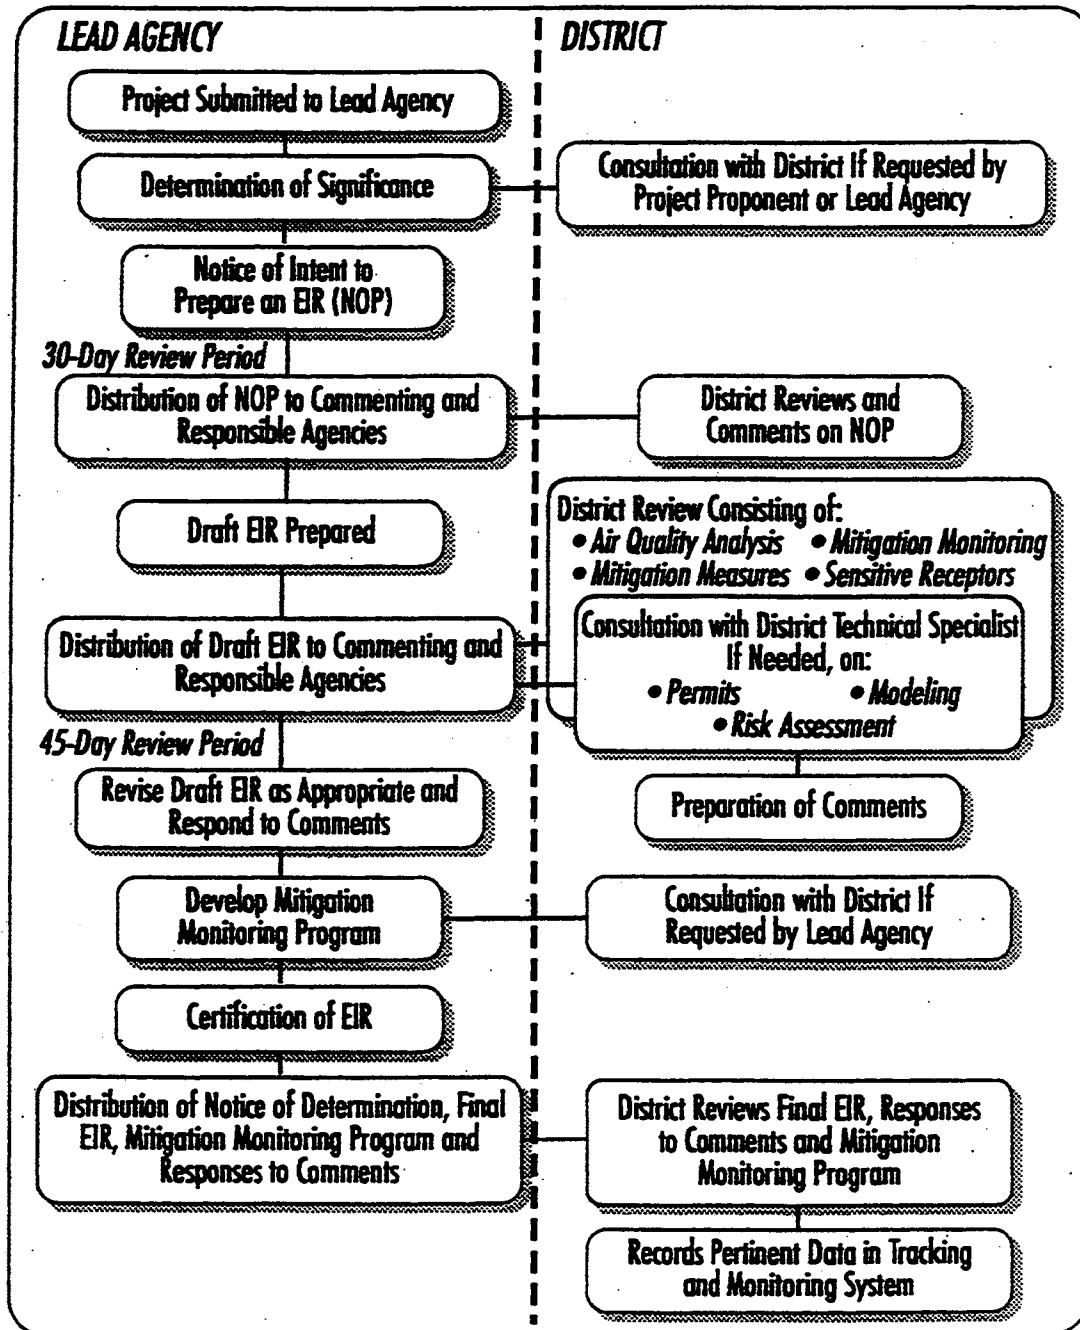 LEAD AGENCY
Project Submitted to Lead Agency
Determination of Significance
Notice of Intent to
Prepare an EIR (NOP)
30-Day Review Period
Distribution of NOP to Commenting and
Responsible Agencies
Draft EIR Prepared
Distribution of Draft EIR to Commenting and
Responsible Agencies
45-Day Review Period
Revise Draft EIR as Appropriate and
Respond to Comments
Develop Mitigation
Monitoring Program
Certification of EIR
Distribution of Notice of Determination, Final
EIR, Mitigation Monitoring Program and
Responses to Comments
DISTRICT
Consultation with District If Requested by
Project Proponent or Lead Agency
District Reviews and
Comments on NOP
District Review Consisting of:
• Air Quality Analysis • Mitigation Monitoring
• Mitigation Measures • Sensitive Receptors
Consultation with District Technical Specialist
If Needed, on:
• Permits • Modeling
• Risk Assessment
Preparation of Comments
Consultation with District If
Requested by Lead Agency
District Reviews Final EIR, Responses
to Comments and Mitigation
Monitoring Program
Records Pertinent Data in Tracking
and Monitoring System